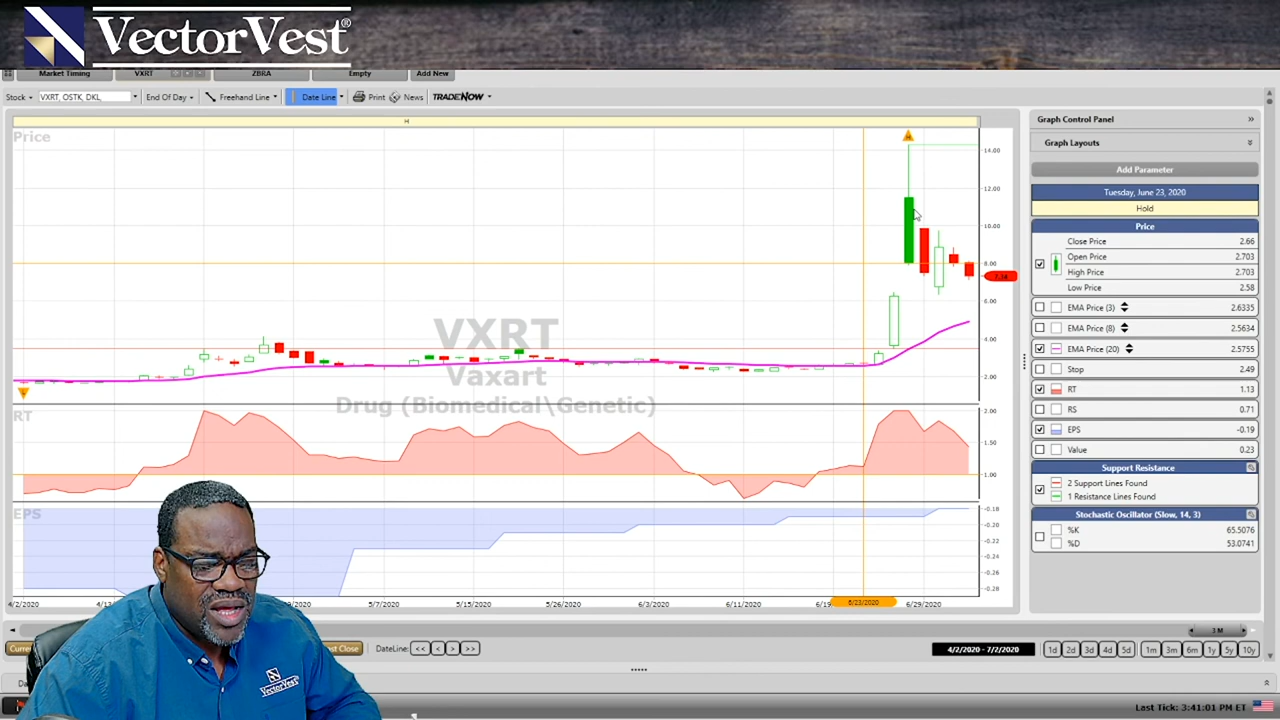 VectorVest®
Market Timing VXRT ZBRA Empty Add New
Stock VXRT, OSTK, DKL, End Of Day Freehand Line Date Line Print News TRADENOW
H
Price
14.00
12.00
10.00
8.00
7.14
6.00
4.00
2.00
VXRT
Vaxart
Drug (Biomedical\Genetic)
RT
2.00
1.50
1.00
EPS
-0.18
-0.20
-0.22
-0.24
-0.26
-0.28
4/2/2020 5/7/2020 5/15/2020 5/26/2020 6/3/2020 6/11/2020 6/23/2020 6/29/2020
3 M
DateLine: << < > >> 4/2/2020 - 7/2/2020 1d 2d 3d 4d 5d 1m 3m 6m 1y 5y 10y
Graph Control Panel »
Graph Layouts
Add Parameter
Tuesday, June 23, 2020
Hold
Price
Close Price 2.66
Open Price 2.703
High Price 2.703
Low Price 2.58
EMA Price (3) 2.6335
EMA Price (8) 2.5634
EMA Price (20) 2.5755
Stop 2.49
RT 1.13
RS 0.71
EPS -0.19
Value 0.23
Support Resistance
2 Support Lines Found
1 Resistance Lines Found
Stochastic Oscillator (Slow, 14, 3)
%K 65.5076
%D 53.0741
VectorVest
Last Tick: 3:41:01 PM ET